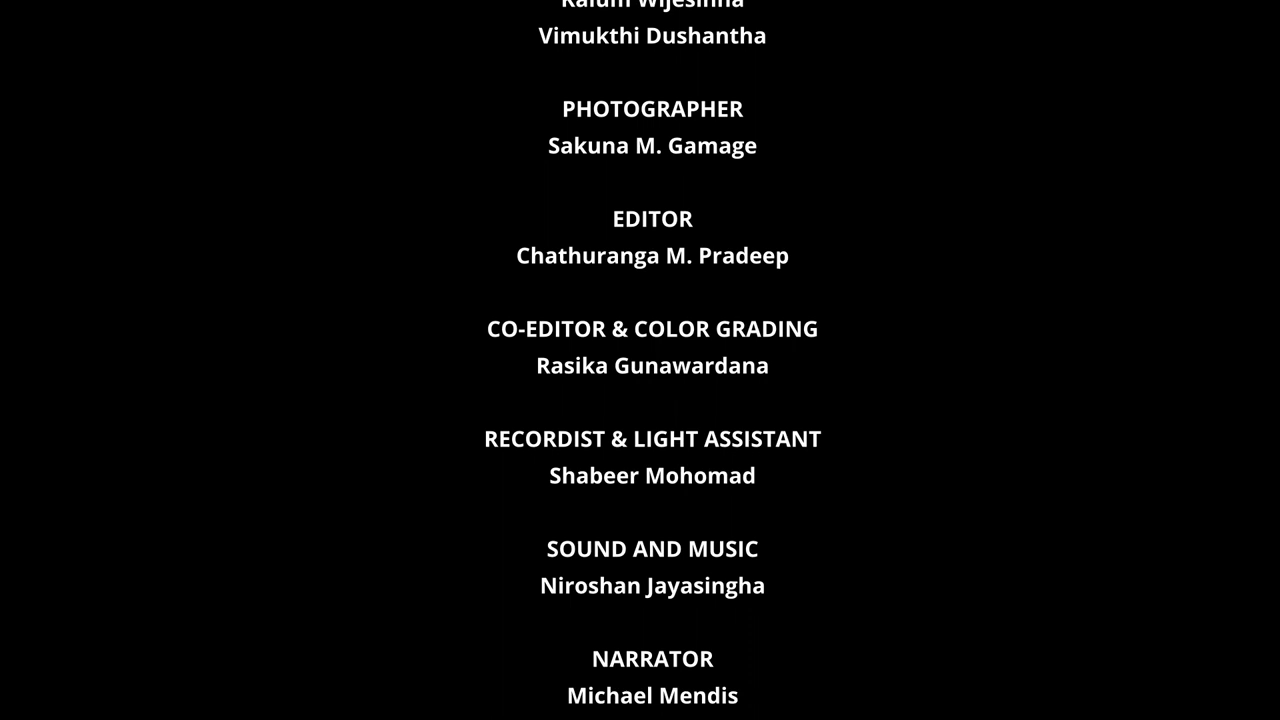 Vimukthi Dushantha
PHOTOGRAPHER
Sakuna M. Gamage
EDITOR
Chathuranga M. Pradeep
CO-EDITOR & COLOR GRADING
Rasika Gunawardana
RECORDIST & LIGHT ASSISTANT
Shabeer Mohomad
SOUND AND MUSIC
Niroshan Jayasingha
NARRATOR
Michael Mendis